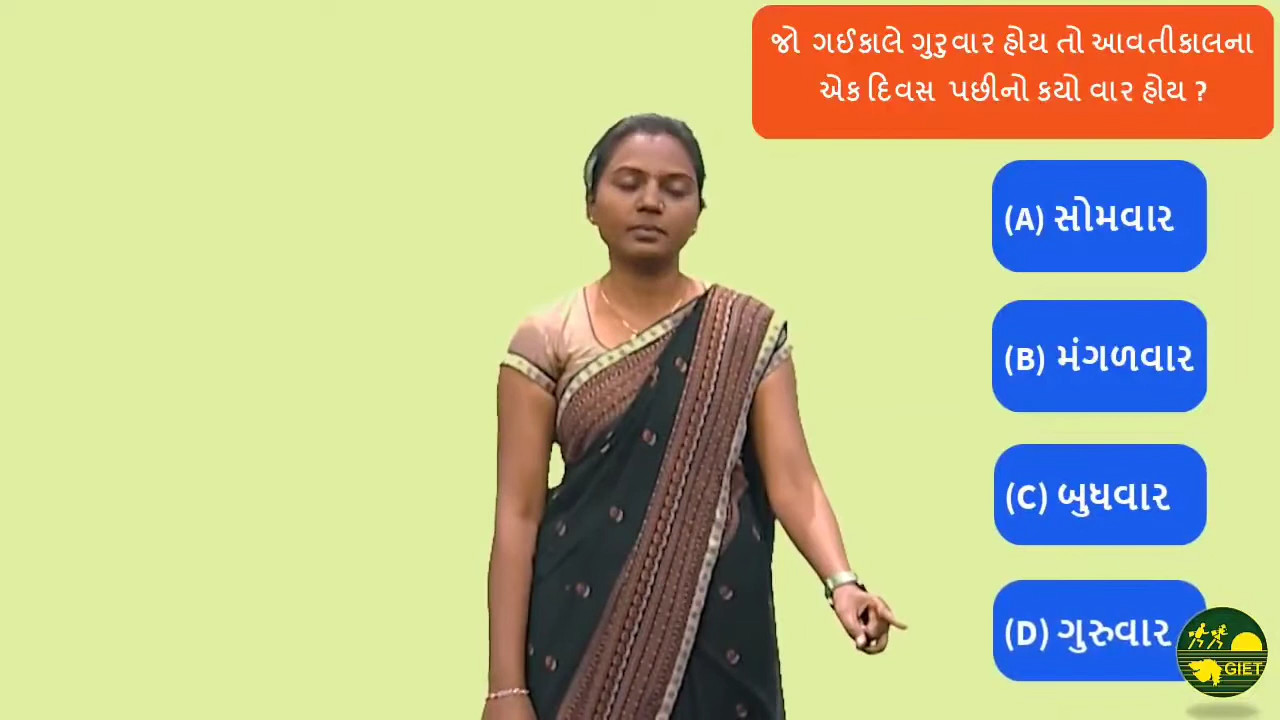 જો ગઈકાલે ગુરુવાર હોય તો આવતીકાલના
એક દિવસ પછીનો કયો વાર હોય ?
(A) સોમવાર
(B) મંગળવાર
(C) બુધવાર
(D) ગુરુવાર
GIET